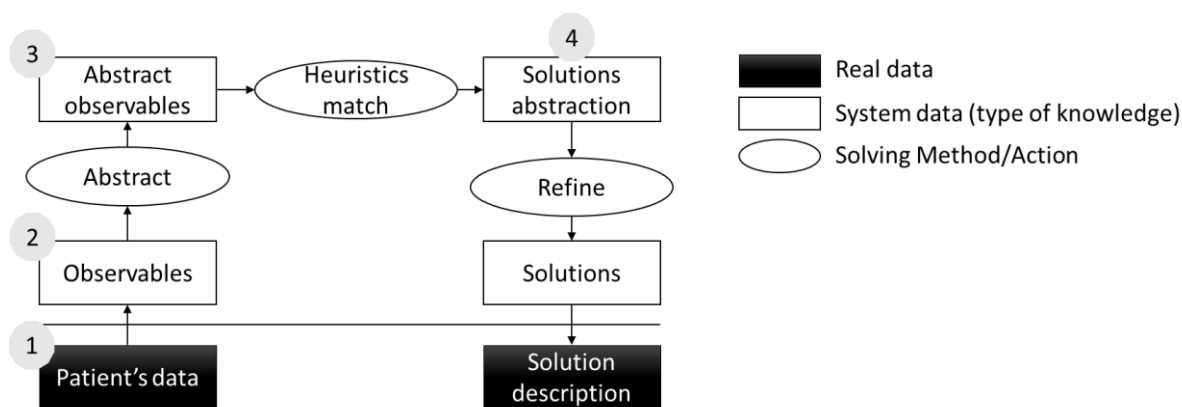 3
4
Abstract
observables
Heuristics
match
Solutions
abstraction
Real data
System data (type of knowledge)
Solving Method/Action
Abstract
Refine
2
Observables
Solutions
1
Patient's data
Solution
description